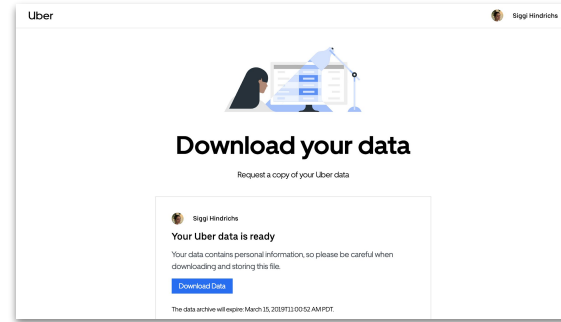 Uber
Siggi Hindrichs
Download your data
Request a copy of your Uber data
Siggi Hindrichs
Your Uber data is ready
Your data contains personal information, so please be careful when
downloading and storing this file.
Download Data
The data archive will expire: March 15, 2019T11:00:52 AM PDT.